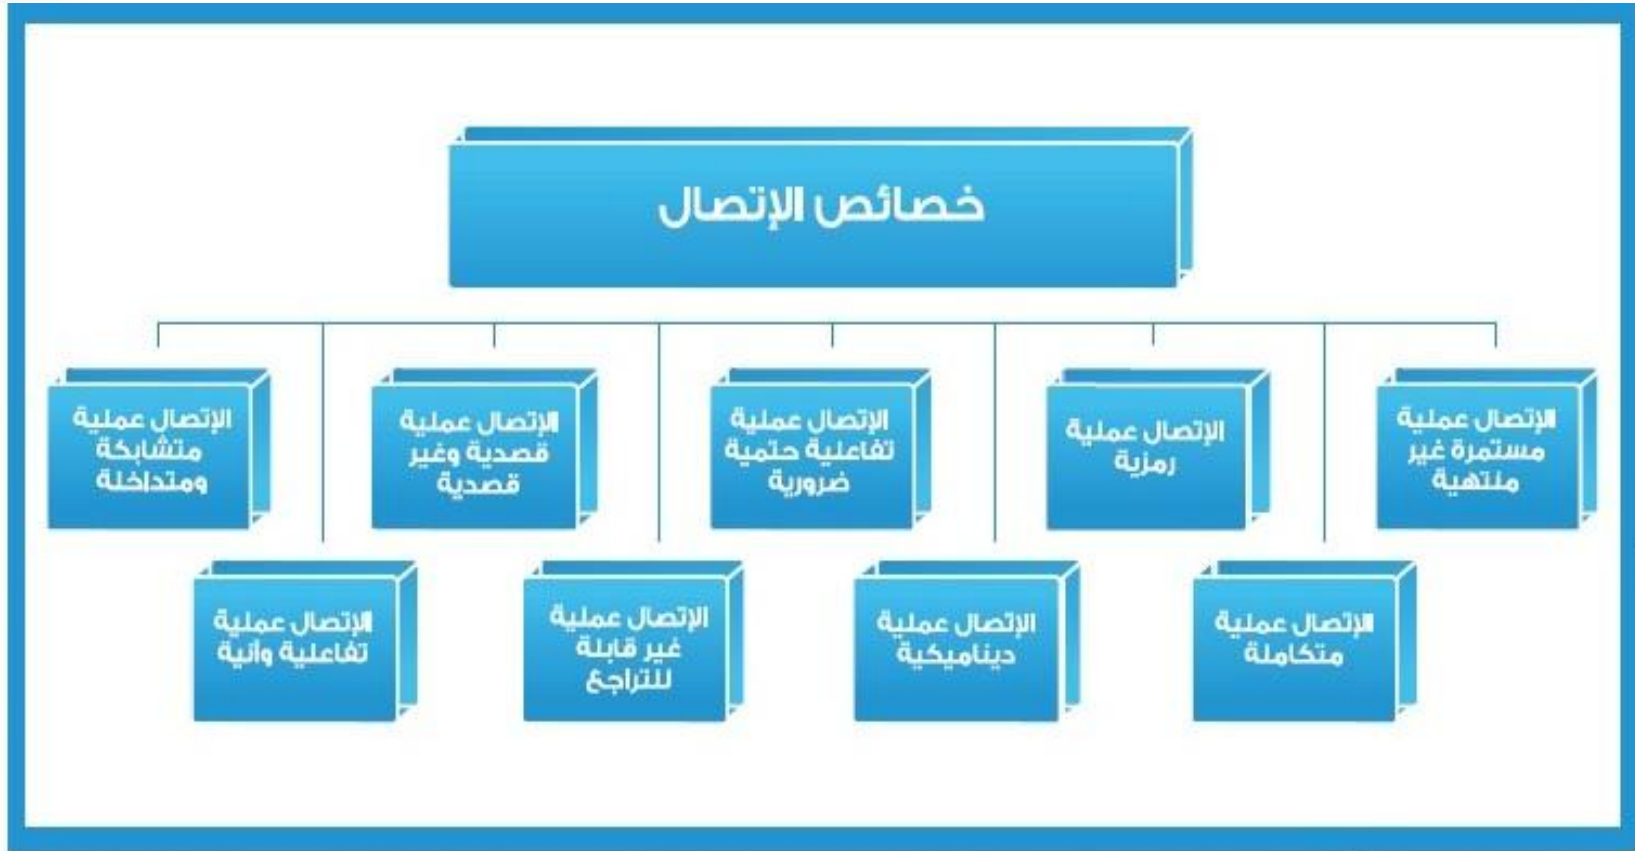 خصائص الإتصال
الإتصال عملية
مستمرة غير
منتهية
الإتصال عملية
رمزية
الإتصال عملية
تفاعلية حتمية
ضرورية
الإتصال عملية
قصدية وغير
قصدية
الإتصال عملية
متشابكة
ومتداخلة
الإتصال عملية
متكاملة
الإتصال عملية
ديناميكية
الإتصال عملية
غير قابلة
للتراجع
الإتصال عملية
تفاعلية وآنية